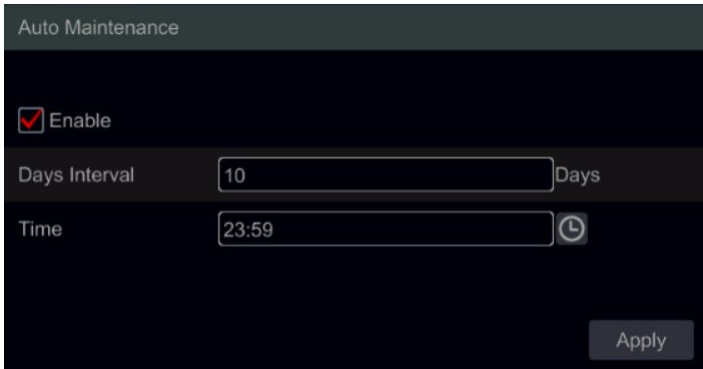 Auto Maintenance
Enable
Days Interval 10 Days
Time 23:59
Apply